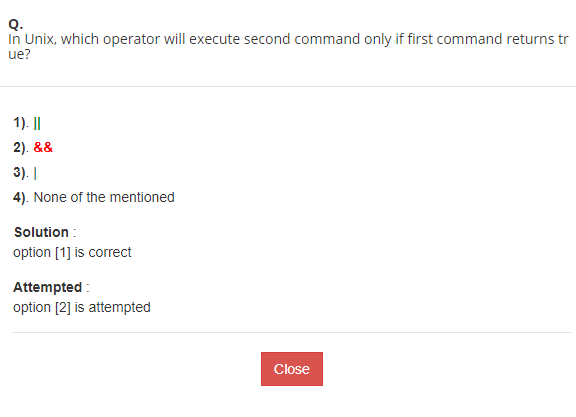 Q.
In Unix, which operator will execute second command only if first command returns tr
ue?
1). ||
2). &&
3). |
4). None of the mentioned
Solution :
option [1] is correct
Attempted :
option [2] is attempted
Close